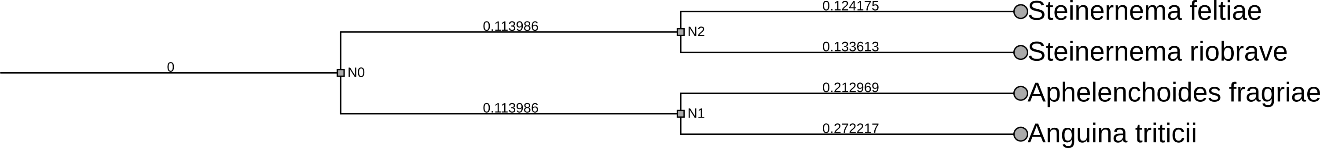 0.124175
Steinernema feltiae
0.113986
N2
0.133613
Steinernema riobrave
0
N0
0.212969
Aphelenchoides fragriae
0.113986
N1
0.272217
Anguina triticii